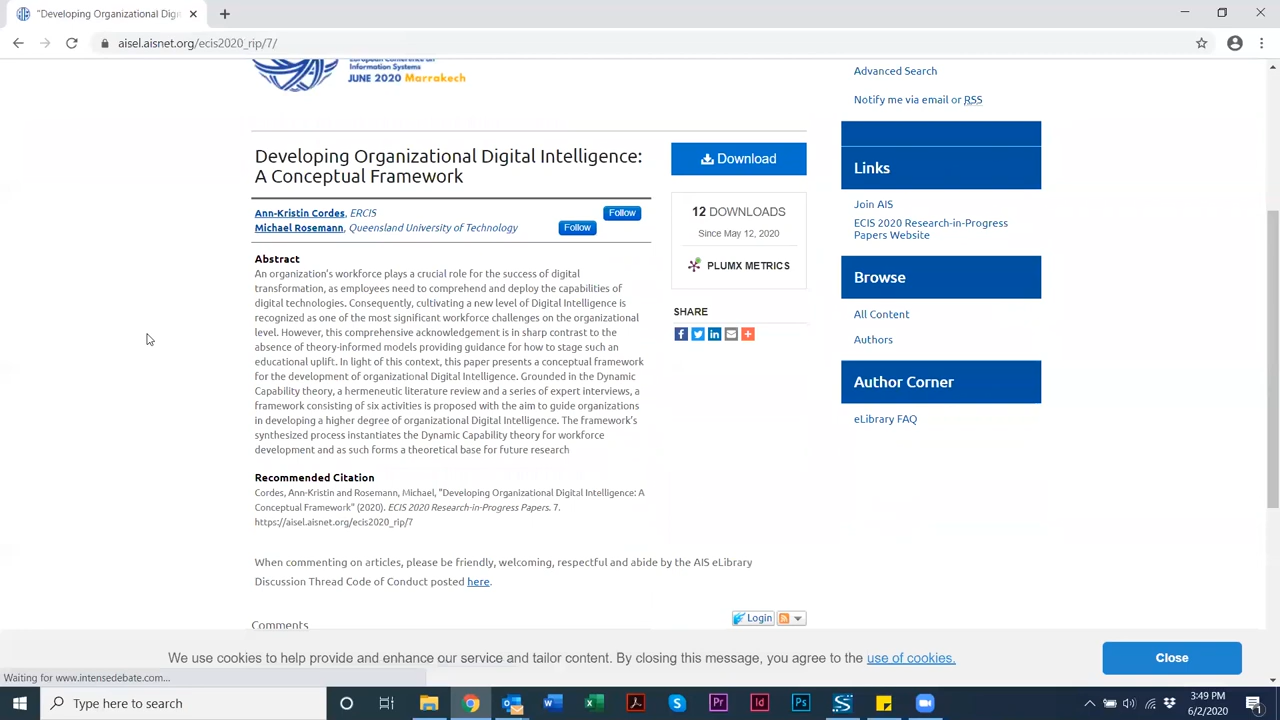 "Developing Organizational Dig
aisel.aisnet.org/ecis2020_rip/7/
European Conference on
Information Systems
JUNE 2020 Marrakech
Developing Organizational Digital Intelligence:
A Conceptual Framework
Ann-Kristin Cordes, ERCIS
Follow
Michael Rosemann, Queensland University of Technology
Follow
Abstract
An organization's workforce plays a crucial role for the success of digital
transformation, as employees need to comprehend and deploy the capabilities of
digital technologies. Consequently, cultivating a new level of Digital Intelligence is
recognized as one of the most significant workforce challenges on the organizational
level. However, this comprehensive acknowledgement is in sharp contrast to the
absence of theory-informed models providing guidance for how to stage such an
educational uplift. In light of this context, this paper presents a conceptual framework
for the development of organizational Digital Intelligence. Grounded in the Dynamic
Capability theory, a hermeneutic literature review and a series of expert interviews, a
framework consisting of six activities is proposed with the aim to guide organizations
in developing a higher degree of organizational Digital Intelligence. The framework's
synthesized process instantiates the Dynamic Capability theory for workforce
development and as such forms a theoretical base for future research
Recommended Citation
Cordes, Ann-Kristin and Rosemann, Michael, "Developing Organizational Digital Intelligence: A
Conceptual Framework" (2020). ECIS 2020 Research-in-Progress Papers. 7.
https://aisel.aisnet.org/ecis2020_rip/7
When commenting on articles, please be friendly, welcoming, respectful and abide by the AIS eLibrary
Discussion Thread Code of Conduct posted here.
Comments
Login
Download
12 DOWNLOADS
Since May 12, 2020
PLUMX METRICS
SHARE
Advanced Search
Notify me via email or RSS
Links
Join AIS
ECIS 2020 Research-in-Progress
Papers Website
Browse
All Content
Authors
Author Corner
eLibrary FAQ
We use cookies to help provide and enhance our service and tailor content. By closing this message, you agree to the use of cookies.
Close
Waiting for www.intensedebate.com...
Type here to search
3:49 PM
6/2/2020